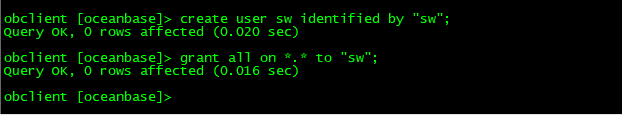 obclient [oceanbase]> create user sw identified by "sw";
Query OK, 0 rows affected (0.020 sec)
obclient [oceanbase]> grant all on *.* to "sw";
Query OK, 0 rows affected (0.016 sec)
obclient [oceanbase]>